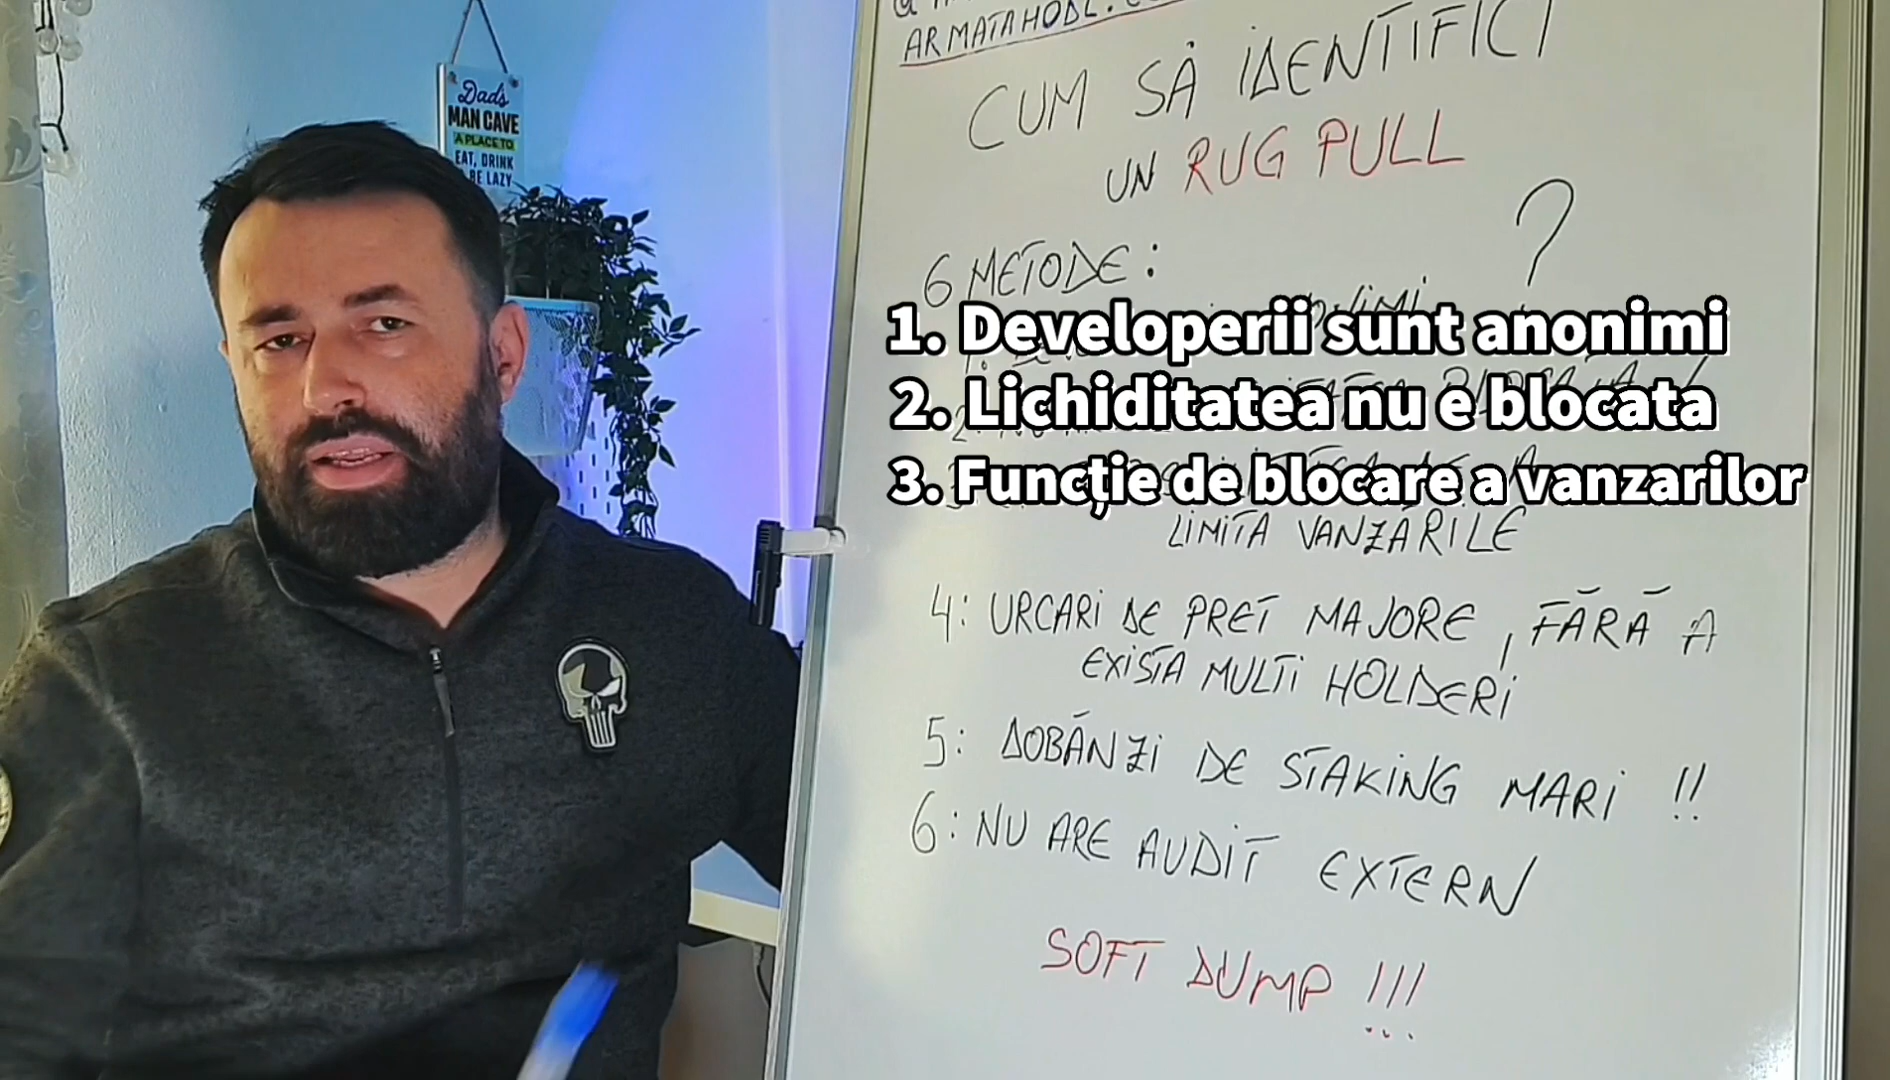 Dad's
MAN CAVE
A PLACE TO
EAT, DRINK
BE LAZY
ARMATAHODL.
CUM SĂ IDENTIFICI
UN RUG PULL
?
6 METODE:
1. Developerii sunt anonimi
2. Lichiditatea nu e blocata
3. Funcție de blocare a vanzarilor
LIMITA VANZĂRILE
4: URCARI DE PRET MAJORE, FĂRĂ A
EXISTA MULTI HOLDERI
5: DOBÂNZI DE STAKING MARI !!
6: NU ARE AUDIT EXTERN
SOFT DUMP !!!